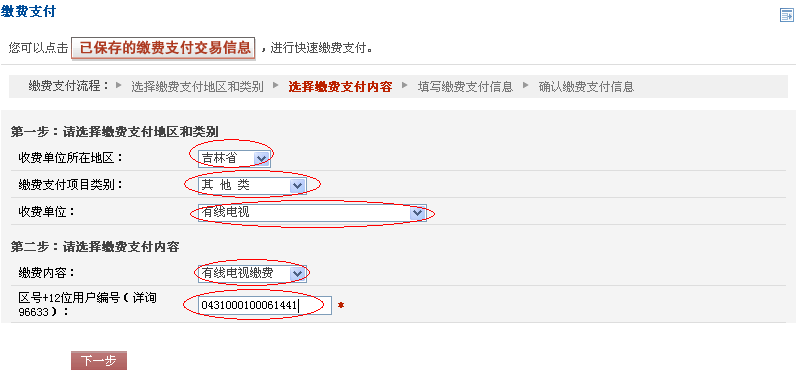 缴费支付
您可以点击 已保存的缴费支付交易信息 ，进行快速缴费支付。
缴费支付流程： 选择缴费支付地区和类别 选择缴费支付内容 填写缴费支付信息 确认缴费支付信息
第一步：请选择缴费支付地区和类别
收费单位所在地区： 吉林省
缴费支付项目类别： 其 他 类
收费单位： 有线电视
第二步：请选择缴费支付内容
缴费内容： 有线电视缴费
区号+12位用户编号（详询
96633）： 0431000100061441 *
下一步